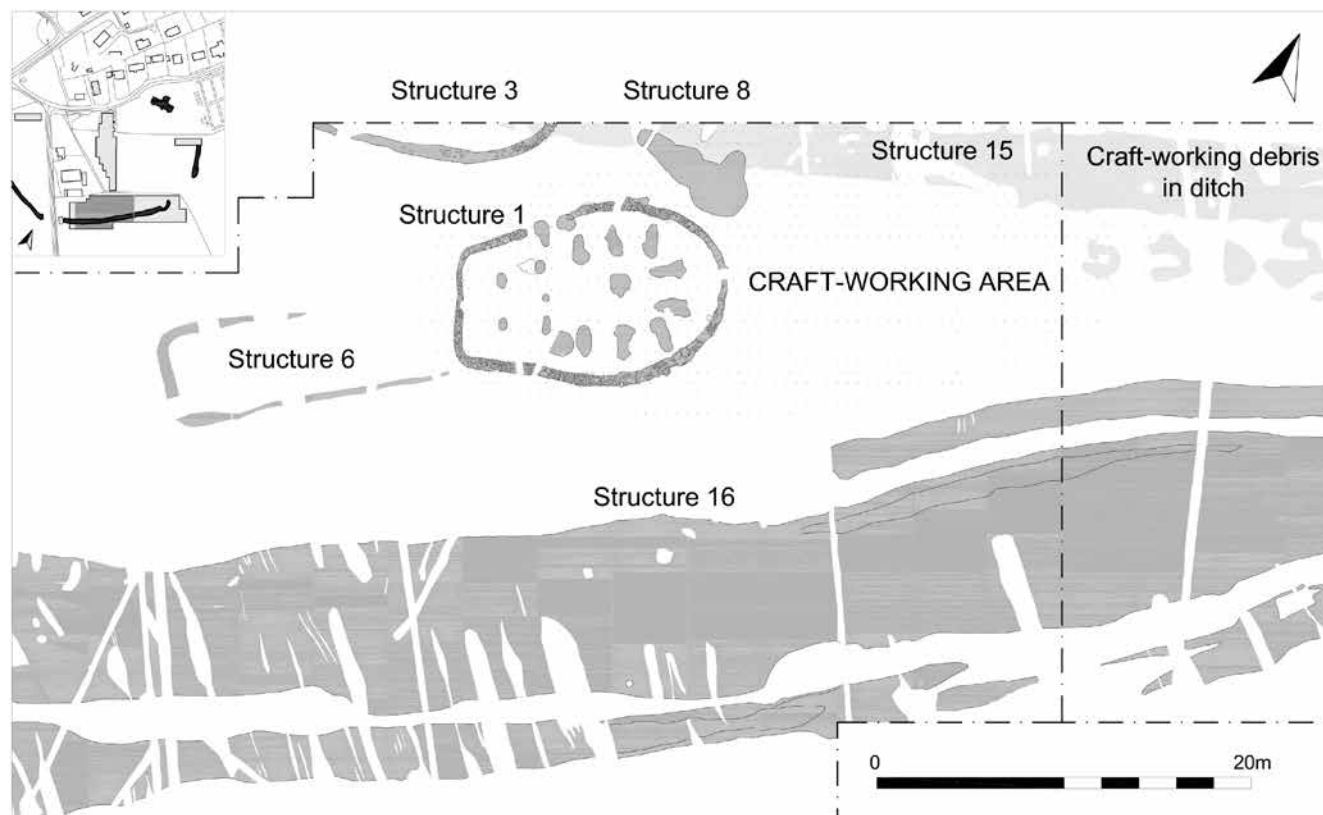 Structure 3
Structure 8
Structure 15
Craft-working debris
in ditch
Structure 1
CRAFT-WORKING AREA
Structure 6
Structure 16
0
20m